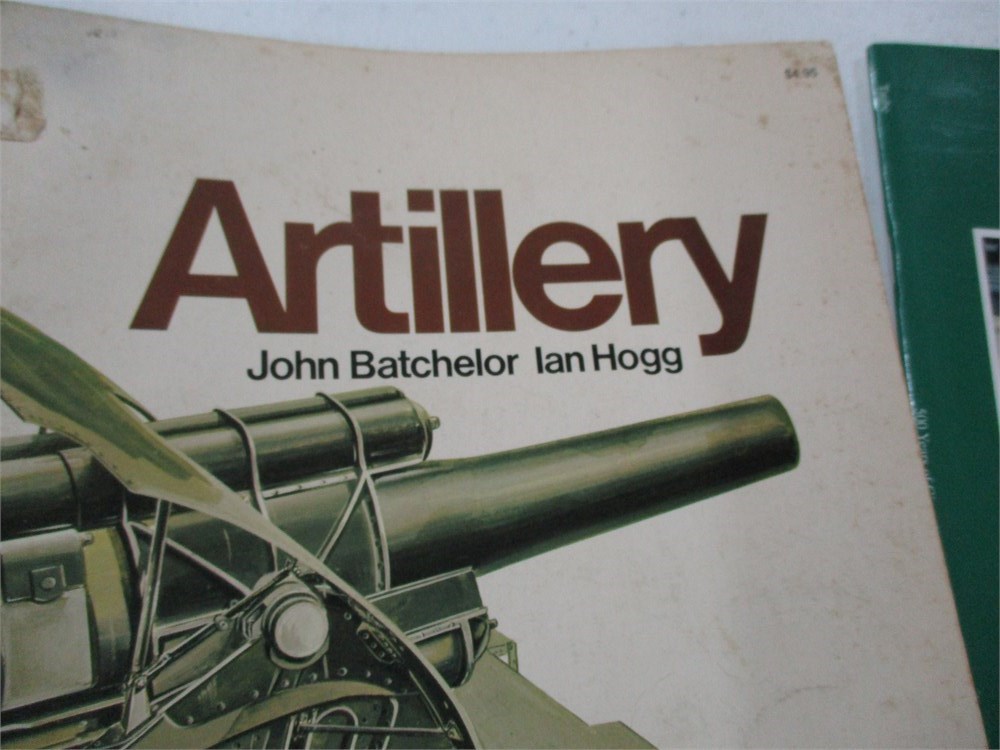 $4.95
Artillery
John Batchelor Ian Hogg